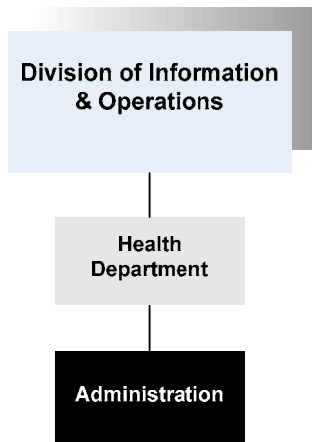 Division of Information
& Operations
Health
Department
Administration